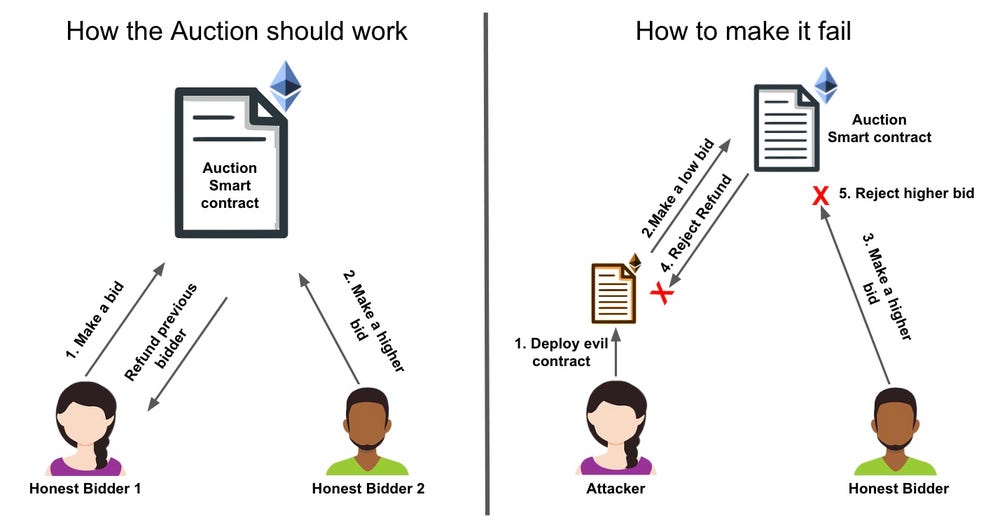 How the Auction should work
Auction
Smart
contract
1. Make a bid
Refund previous
bidder
2. Make a higher
bid
Honest Bidder 1
Honest Bidder 2
How to make it fail
Auction
Smart contract
2.Make a low bid
4. Reject Refund
X
X 5. Reject higher bid
3. Make a higher
bid
1. Deploy evil
contract
Attacker
Honest Bidder